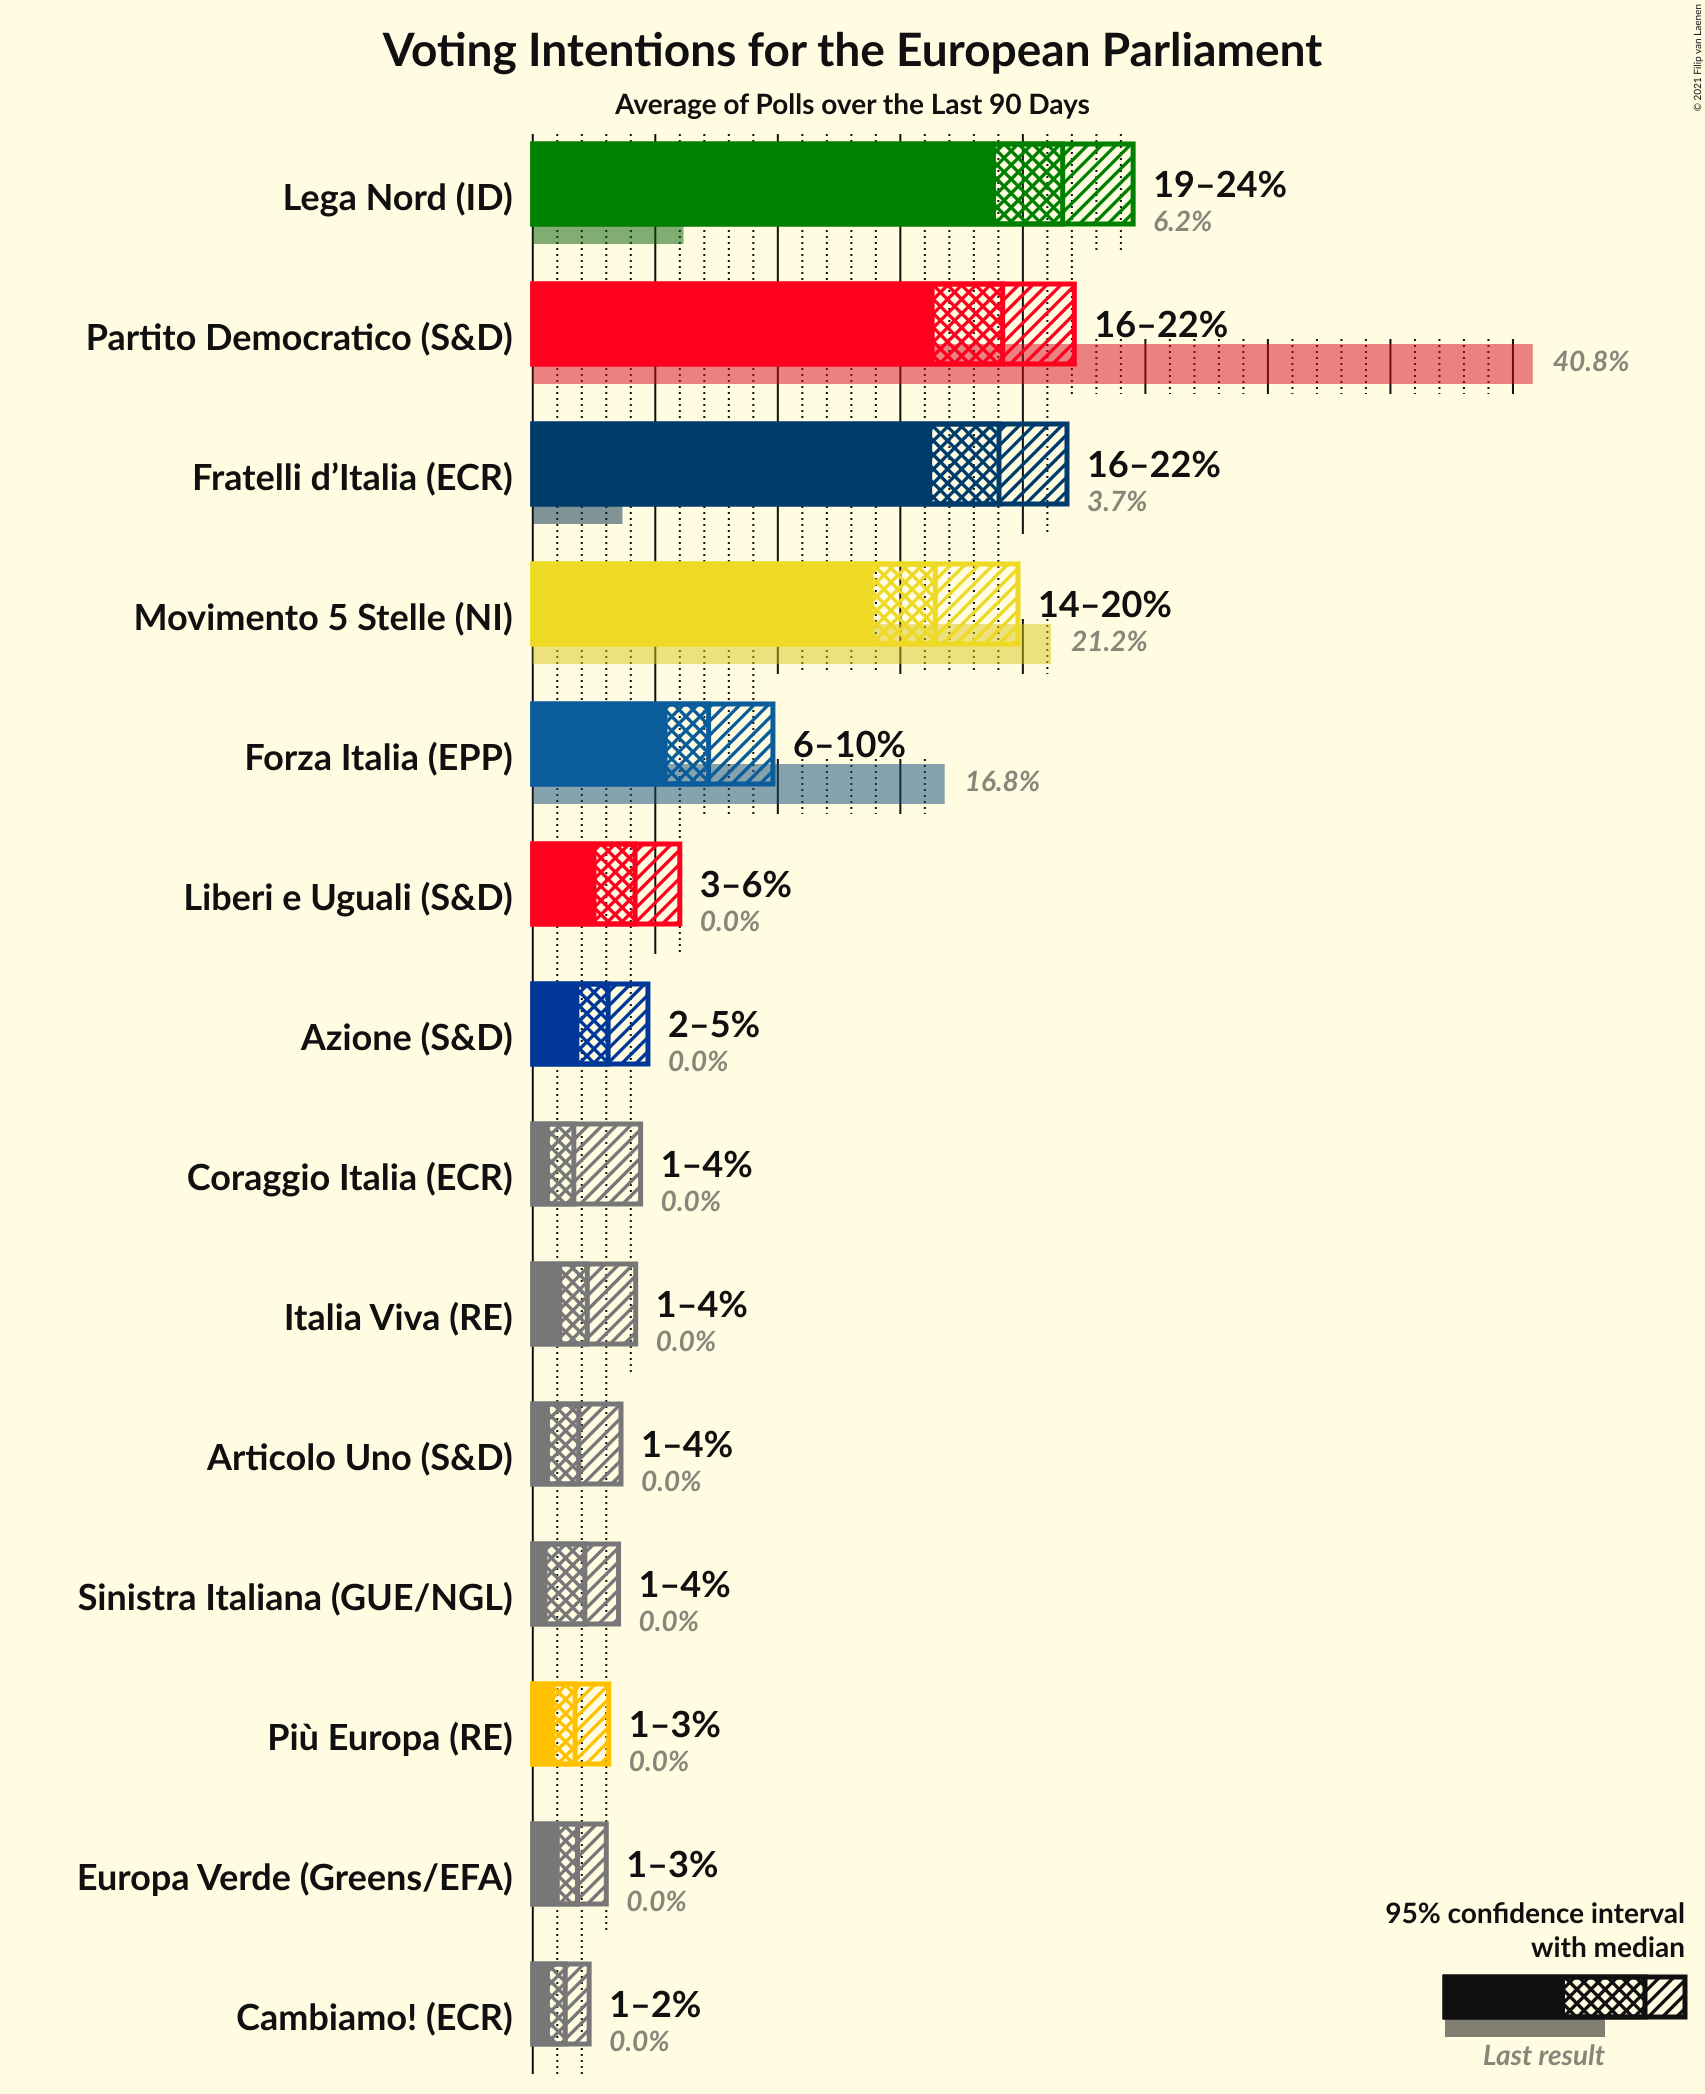 Voting Intentions for the European Parliament
Average of Polls over the Last 90 Days
© 2021 Filip van Laenen
Lega Nord (ID)
19–24%
6.2%
Partito Democratico (S&D)
16–22%
40.8%
Fratelli d’Italia (ECR)
16–22%
3.7%
Movimento 5 Stelle (NI)
14–20%
21.2%
Forza Italia (EPP)
6–10%
16.8%
Liberi e Uguali (S&D)
3–6%
0.0%
Azione (S&D)
2–5%
0.0%
Coraggio Italia (ECR)
1–4%
0.0%
Italia Viva (RE)
1–4%
0.0%
Articolo Uno (S&D)
1–4%
0.0%
Sinistra Italiana (GUE/NGL)
1–4%
0.0%
Più Europa (RE)
1–3%
0.0%
Europa Verde (Greens/EFA)
1–3%
0.0%
Cambiamo! (ECR)
1–2%
0.0%
95% confidence interval
with median
Last result